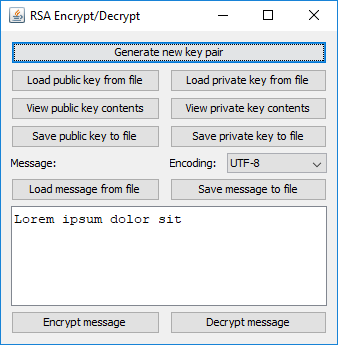 RSA Encrypt/Decrypt
Generate new key pair
Load public key from file Load private key from file
View public key contents View private key contents
Save public key to file Save private key to file
Message: Encoding: UTF-8
Load message from file Save message to file
Lorem ipsum dolor sit
Encrypt message Decrypt message